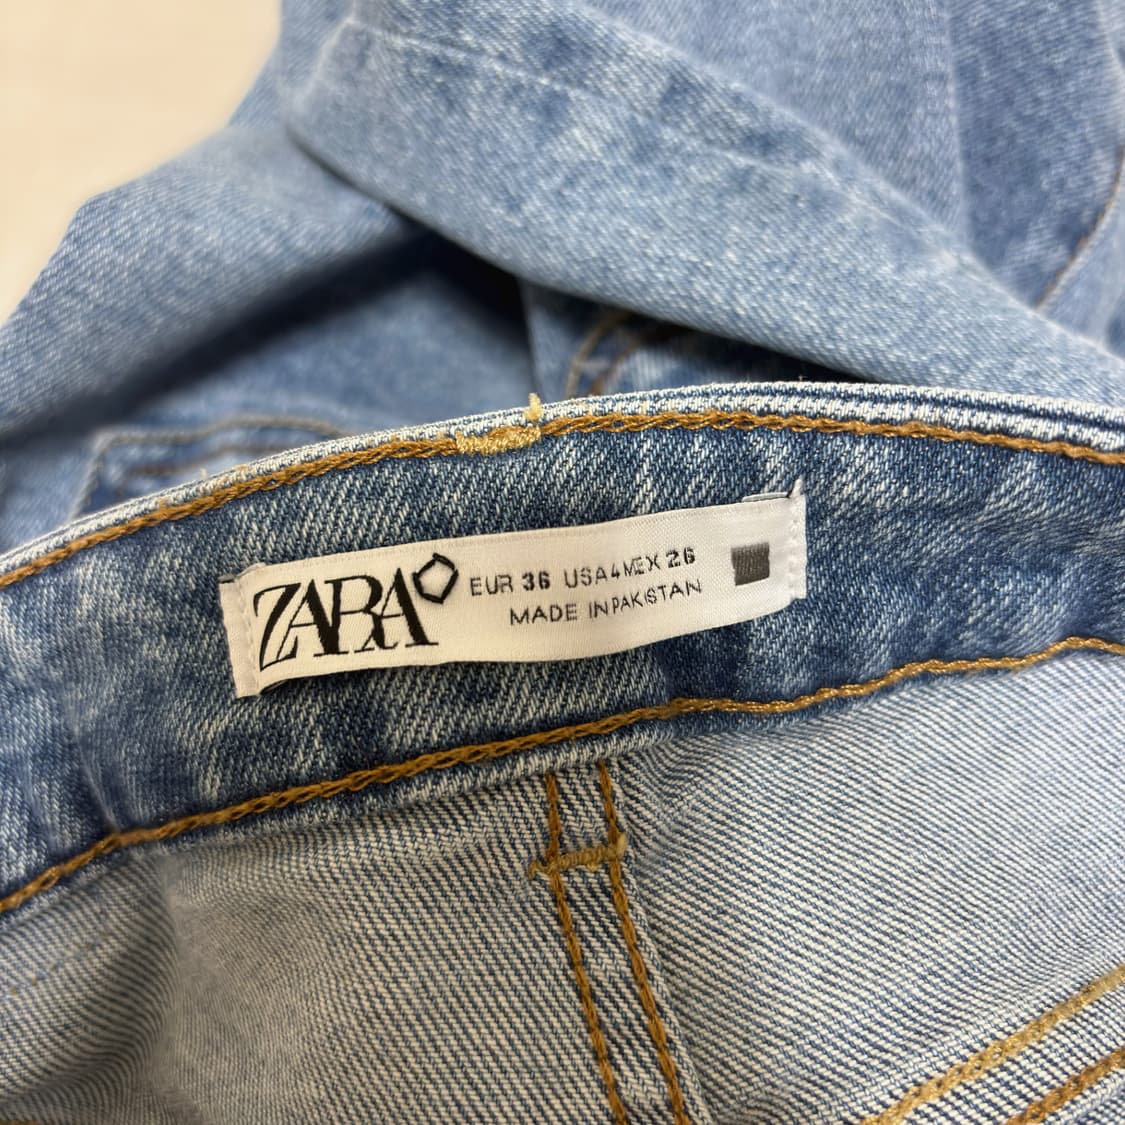 ZARA
EUR 36 USA 4 MEX 26
MADE IN PAKISTAN